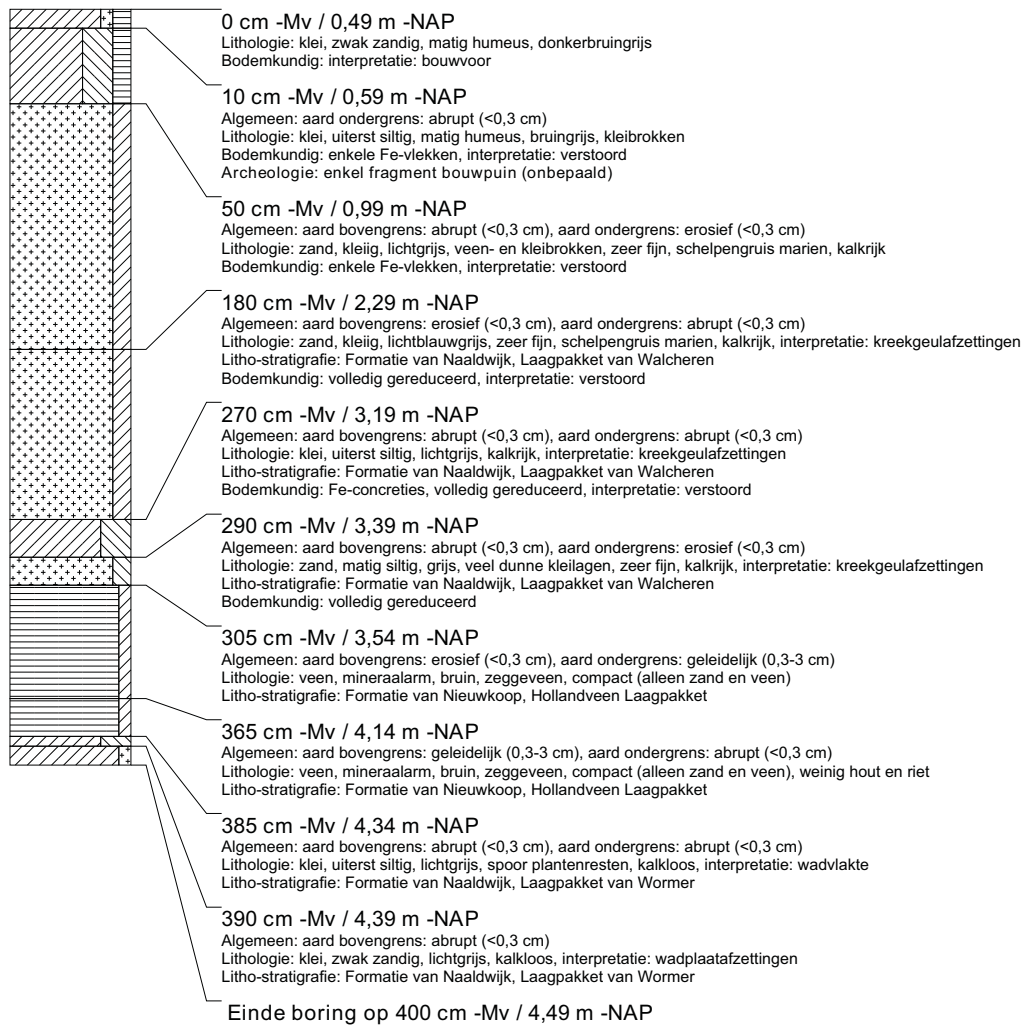 0 cm -Mv / 0,49 m -NAP
Lithologie: klei, zwak zandig, matig humeus, donkerbruingrijs
Bodemkundig: interpretatie: bouwvoor
10 cm -Mv / 0,59 m -NAP
Algemeen: aard ondergrens: abrupt (<0,3 cm)
Lithologie: klei, uiterst siltig, matig humeus, bruingrijs, kleibrokken
Bodemkundig: enkele Fe-vlekken, interpretatie: verstoord
Archeologie: enkel fragment bouwpuin (onbepaald)
50 cm -Mv / 0,99 m -NAP
Algemeen: aard bovengrens: abrupt (<0,3 cm), aard ondergrens: erosief (<0,3 cm)
Lithologie: zand, kleiig, lichtgrijs, veen- en kleibrokken, zeer fijn, schelpengruis marien, kalkrijk
Bodemkundig: enkele Fe-vlekken, interpretatie: verstoord
180 cm -Mv / 2,29 m -NAP
Algemeen: aard bovengrens: erosief (<0,3 cm), aard ondergrens: abrupt (<0,3 cm)
Lithologie: zand, kleiig, lichtblauwgrijs, zeer fijn, schelpengruis marien, kalkrijk, interpretatie: kreekgeulafzettingen
Litho-stratigrafie: Formatie van Naaldwijk, Laagpakket van Walcheren
Bodemkundig: volledig gereduceerd, interpretatie: verstoord
270 cm -Mv / 3,19 m -NAP
Algemeen: aard bovengrens: abrupt (<0,3 cm), aard ondergrens: abrupt (<0,3 cm)
Lithologie: klei, uiterst siltig, lichtgrijs, kalkrijk, interpretatie: kreekgeulafzettingen
Litho-stratigrafie: Formatie van Naaldwijk, Laagpakket van Walcheren
Bodemkundig: Fe-concreties, volledig gereduceerd, interpretatie: verstoord
290 cm -Mv / 3,39 m -NAP
Algemeen: aard bovengrens: abrupt (<0,3 cm), aard ondergrens: erosief (<0,3 cm)
Lithologie: zand, matig siltig, grijs, veel dunne kleilagen, zeer fijn, kalkrijk, interpretatie: kreekgeulafzettingen
Litho-stratigrafie: Formatie van Naaldwijk, Laagpakket van Walcheren
Bodemkundig: volledig gereduceerd
305 cm -Mv / 3,54 m -NAP
Algemeen: aard bovengrens: erosief (<0,3 cm), aard ondergrens: geleidelijk (0,3-3 cm)
Lithologie: veen, mineraalarm, bruin, zeggeveen, compact (alleen zand en veen)
Litho-stratigrafie: Formatie van Nieuwkoop, Hollandveen Laagpakket
365 cm -Mv / 4,14 m -NAP
Algemeen: aard bovengrens: geleidelijk (0,3-3 cm), aard ondergrens: abrupt (<0,3 cm)
Lithologie: veen, mineraalarm, bruin, zeggeveen, compact (alleen zand en veen), weinig hout en riet
Litho-stratigrafie: Formatie van Nieuwkoop, Hollandveen Laagpakket
385 cm -Mv / 4,34 m -NAP
Algemeen: aard bovengrens: abrupt (<0,3 cm), aard ondergrens: abrupt (<0,3 cm)
Lithologie: klei, uiterst siltig, lichtgrijs, spoor plantenresten, kalkloos, interpretatie: wadvlakte
Litho-stratigrafie: Formatie van Naaldwijk, Laagpakket van Wormer
390 cm -Mv / 4,39 m -NAP
Algemeen: aard bovengrens: abrupt (<0,3 cm)
Lithologie: klei, zwak zandig, lichtgrijs, kalkloos, interpretatie: wadplaatafzettingen
Litho-stratigrafie: Formatie van Naaldwijk, Laagpakket van Wormer
Einde boring op 400 cm -Mv / 4,49 m -NAP